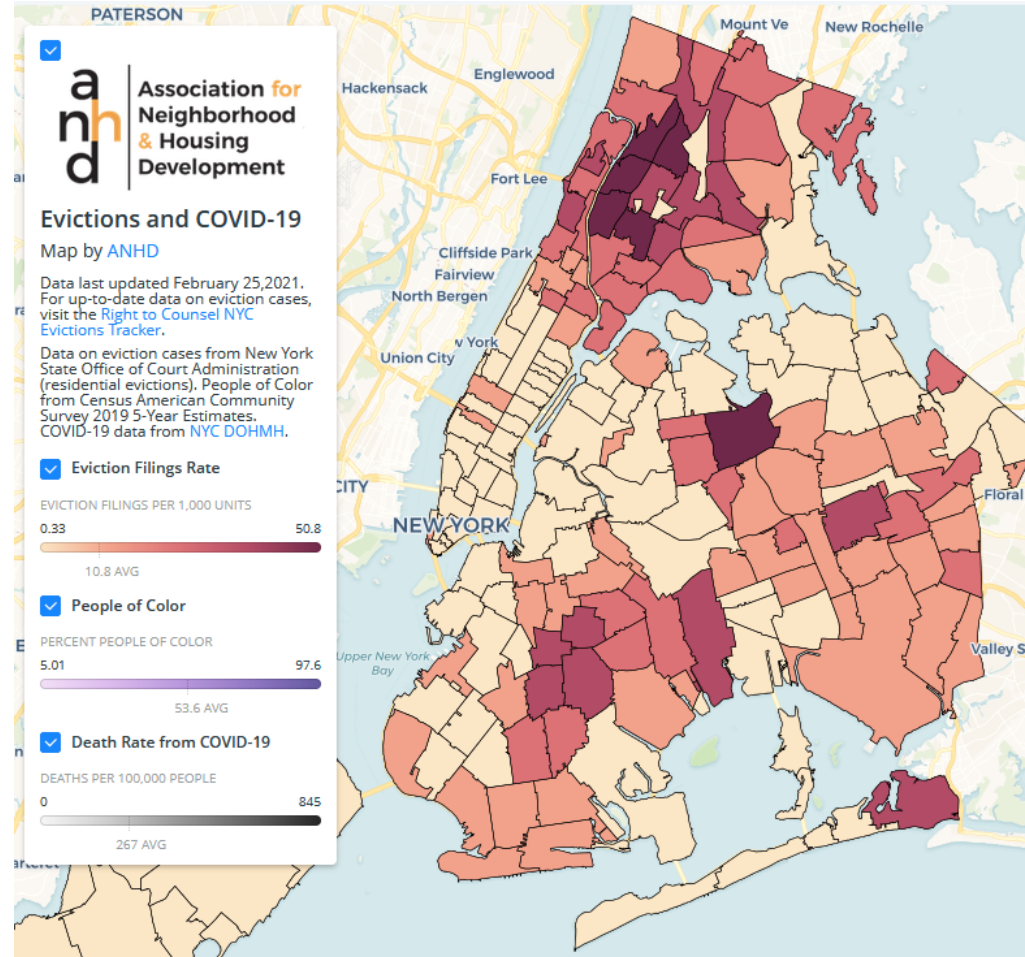 PATERSON
Mount Ve
New Rochelle
Englewood
Hackensack
anhd
Association for
Neighborhood
& Housing
Development
Fort Lee
Evictions and COVID-19
Map by ANHD
Cliffside Park
Fairview
North Bergen
Data last updated February 25,2021.
For up-to-date data on eviction cases,
visit the Right to Counsel NYC
Evictions Tracker.
v York
Union City
Data on eviction cases from New York
State Office of Court Administration
(residential evictions). People of Color
from Census American Community
Survey 2019 5-Year Estimates.
COVID-19 data from NYC DOHMH.
Eviction Filings Rate
CITY
EVICTION FILINGS PER 1,000 UNITS
Floral
0.33 50.8
NEW YORK
10.8 AVG
People of Color
PERCENT PEOPLE OF COLOR
Upper New York
Bay
Valley S
5.01 97.6
53.6 AVG
Death Rate from COVID-19
DEATHS PER 100,000 PEOPLE
0 845
267 AVG